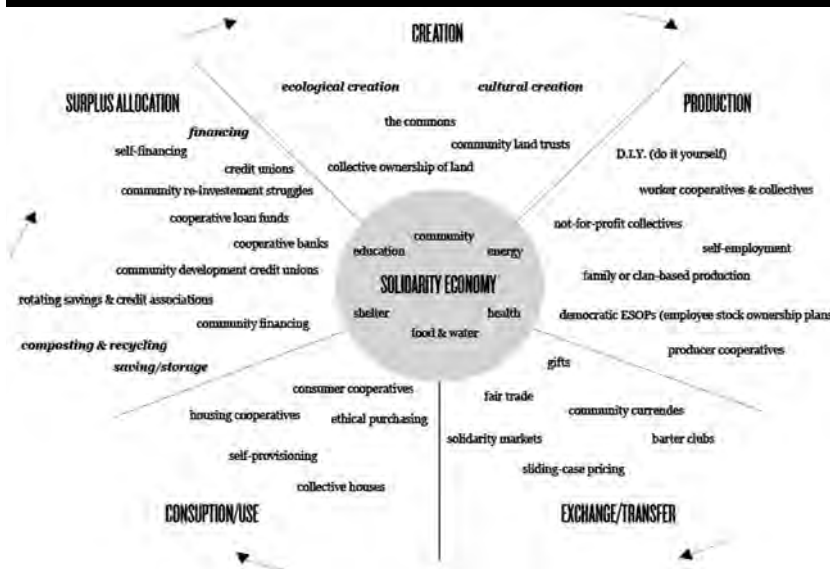 CREATION
ecological creation
cultural creation
the commons
community land trusts
collective ownership of land
SURPLUS ALLOCATION
financing
self-financing
credit unions
community re-investement struggles
cooperative loan funds
cooperative banks
community development credit unions
rotating savings & credit associations
community financing
composting & recycling
saving/storage
PRODUCTION
D.I.Y. (do it yourself)
worker cooperatives & collectives
not-for-profit collectives
self-employment
family or clan-based production
democratic ESOPs (employee stock ownership plans
producer cooperatives
community
education
energy
SOLIDARITY ECONOMY
shelter
health
food & water
consumer cooperatives
housing cooperatives
ethical purchasing
self-provisioning
collective houses
CONSUPTION/USE
gifts
fair trade
community currendes
solidarity markets
barter clubs
sliding-case pricing
EXCHANGE/TRANSFER